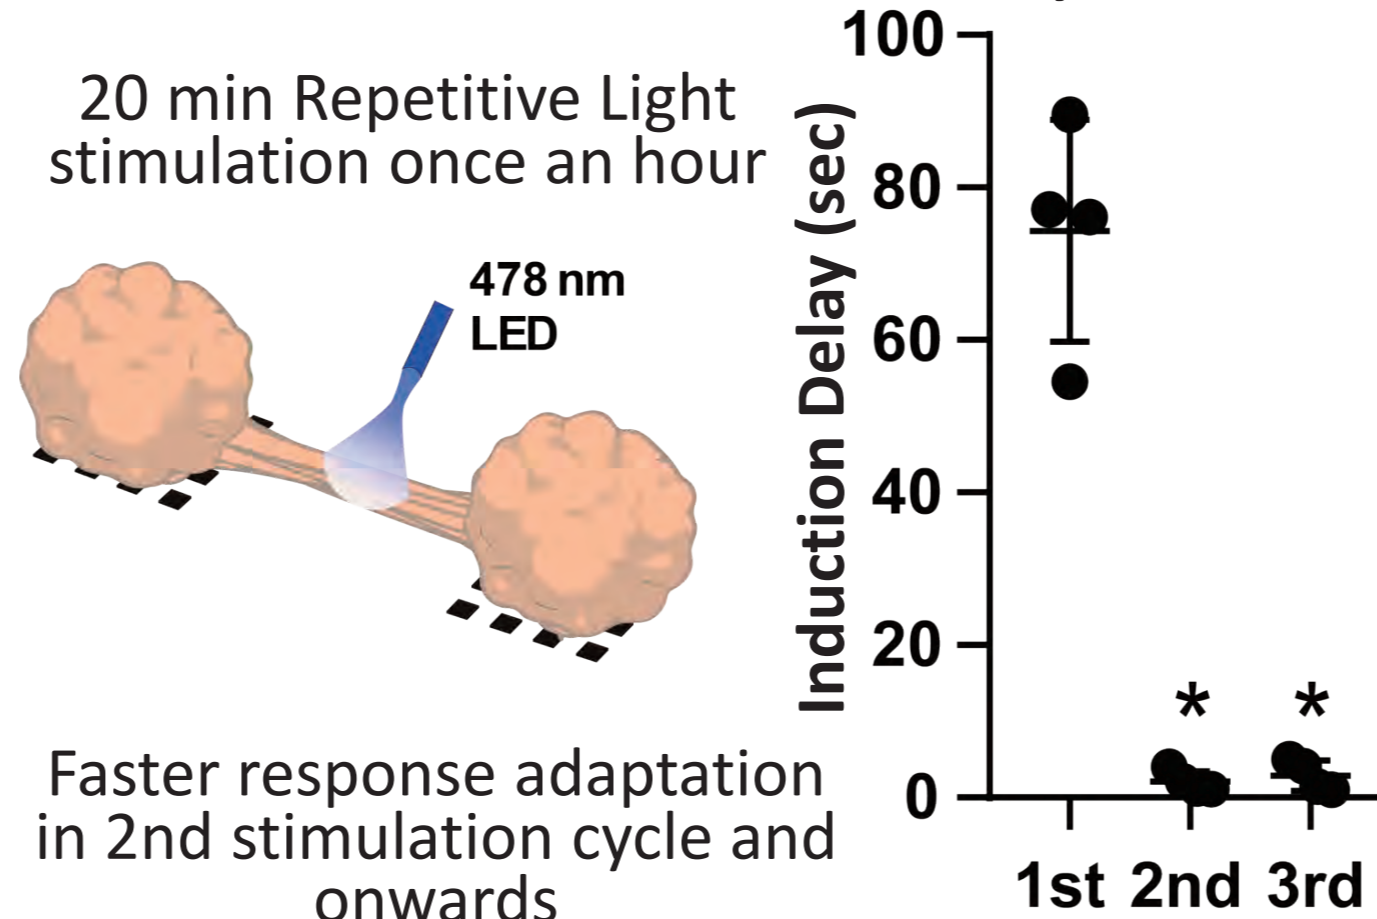 20 min Repetitive Light
stimulation once an hour
478 nm
LED
Faster response adaptation
in 2nd stimulation cycle and
onwards
Induction Delay (sec)
100
80
60
40
20
0
*
*
1st 2nd 3rd